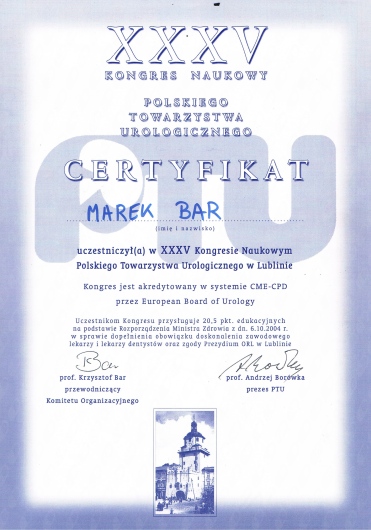 XXXV
KONGRES NAUKOWY
POLSKIEGO
TOWARZYSTWA
UROLOGICZNEGO
PTU
CERTYFIKAT
MAREK BAR
(imię i nazwisko)
uczestniczył(a) w XXXV Kongresie Naukowym
Polskiego Towarzystwa Urologicznego w Lublinie
Kongres jest akredytowany w systemie CME-CPD
przez European Board of Urology
Uczestnikom Kongresu przysługuje 20,5 pkt. edukacyjnych
na podstawie Rozporządzenia Ministra Zdrowia z dn. 6.10.2004 r.
w sprawie dopełnienia obowiązku doskonalenia zawodowego
lekarzy i lekarzy dentystów oraz zgody Prezydium ORL w Lublinie
Bar
prof. Krzysztof Bar
przewodniczący
Komitetu Organizacyjnego
prof. Andrzej Borówka
prezes PTU